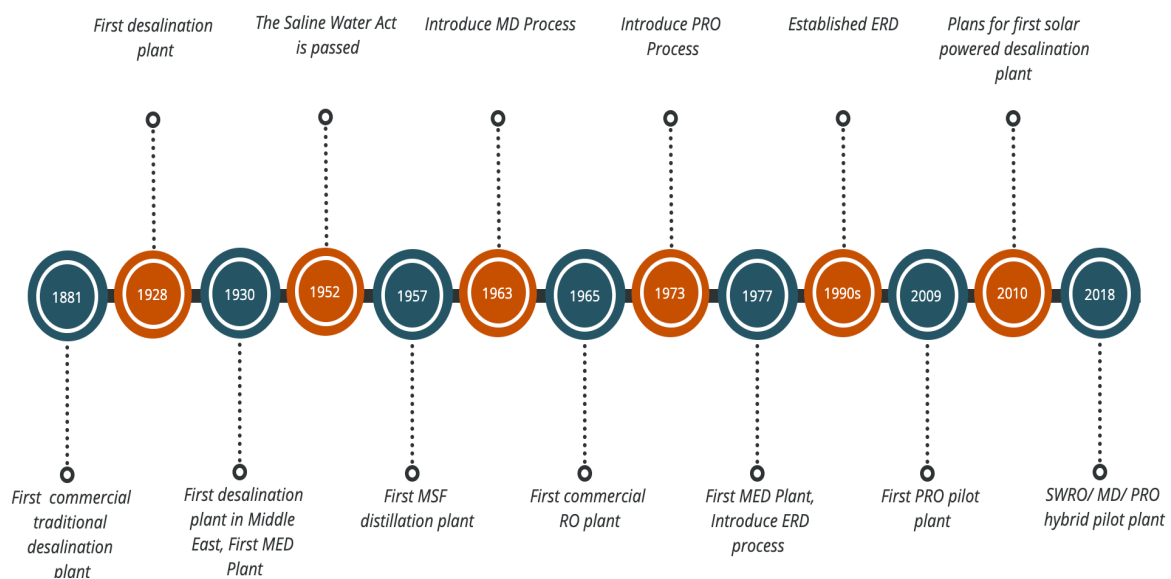 First desalination
plant
The Saline Water Act
is passed
Introduce MD Process
Introduce PRO
Process
Established ERD
Plans for first solar
powered desalination
plant
1881
1928
1930
1952
1957
1963
1965
1973
1977
1990s
2009
2010
2018
First commercial
traditional
desalination
plant
First desalination
plant in Middle
East, First MED
Plant
First MSF
distillation plant
First commercial
RO plant
First MED Plant,
Introduce ERD
process
First PRO pilot
plant
SWRO/ MD/ PRO
hybrid pilot plant